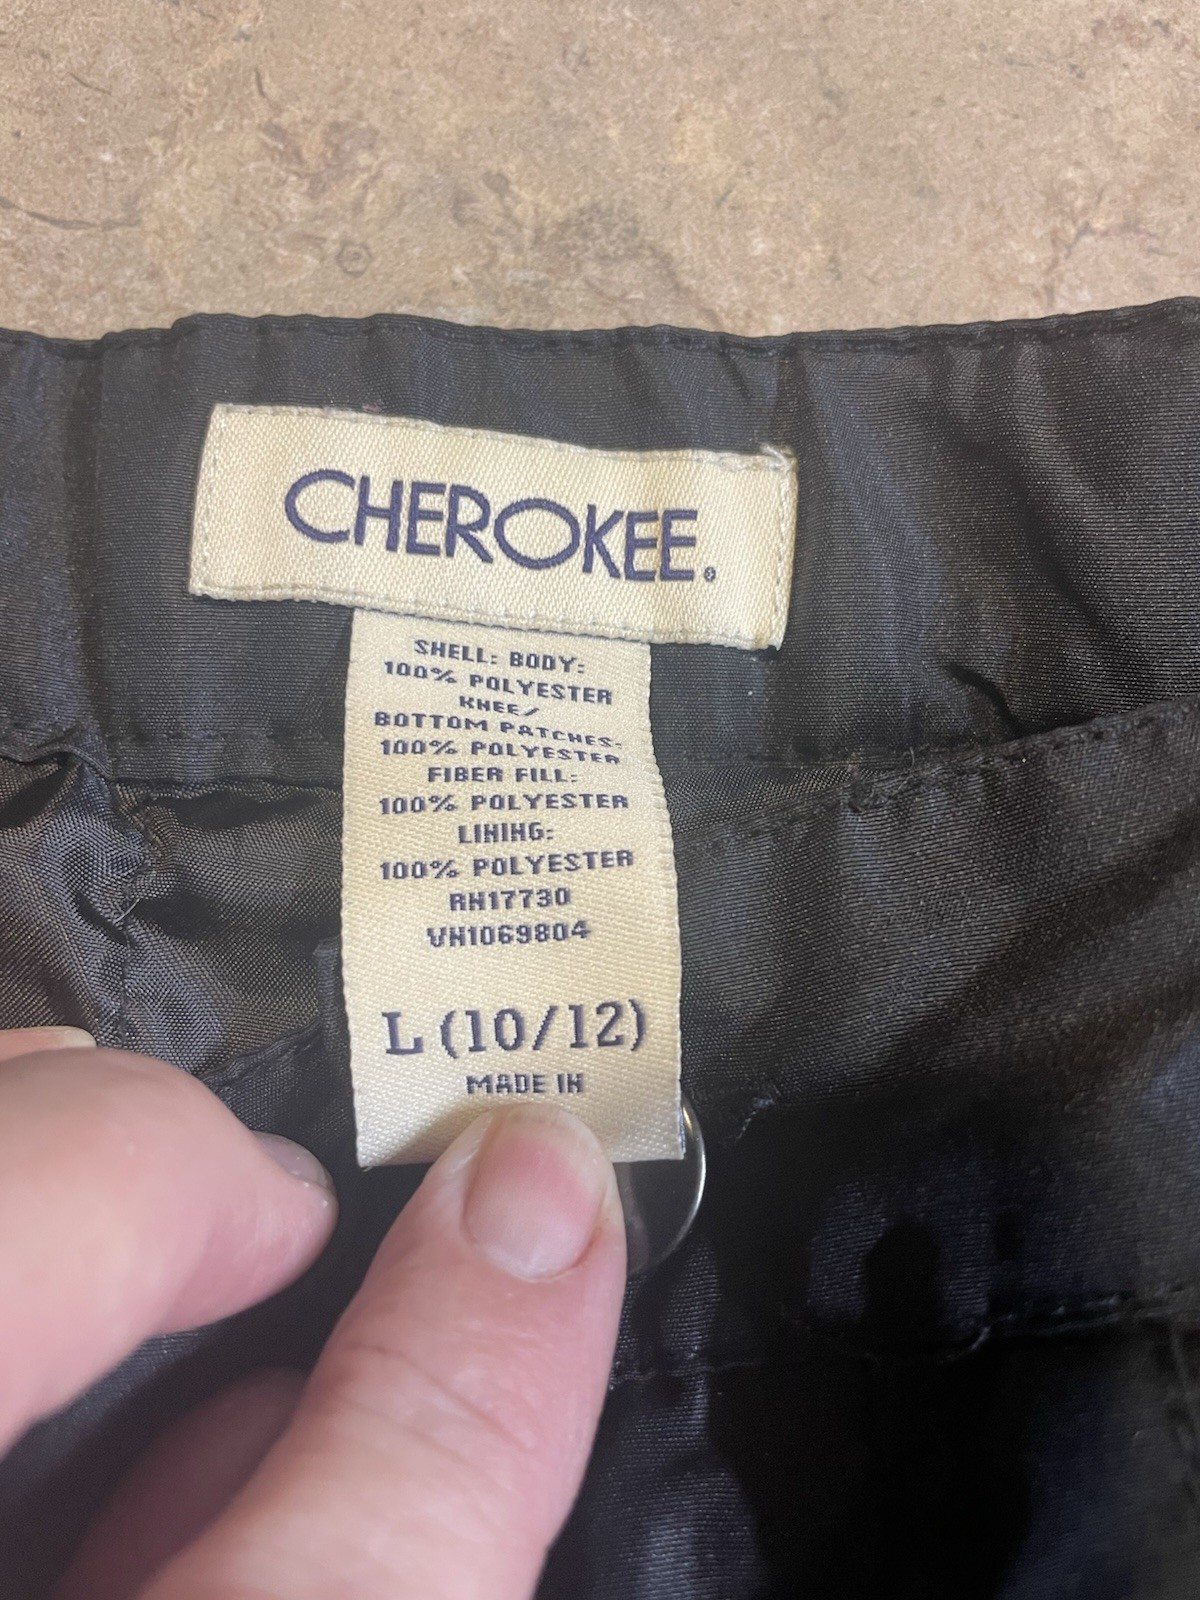 CHEROKEE®
SHELL: BODY:
100% POLYESTER
KNEE/
BOTTOM PATCHES:
100% POLYESTER
FIBER FILL:
100% POLYESTER
LINING:
100% POLYESTER
RN17730
VN1069804
L (10/12)
MADE IN